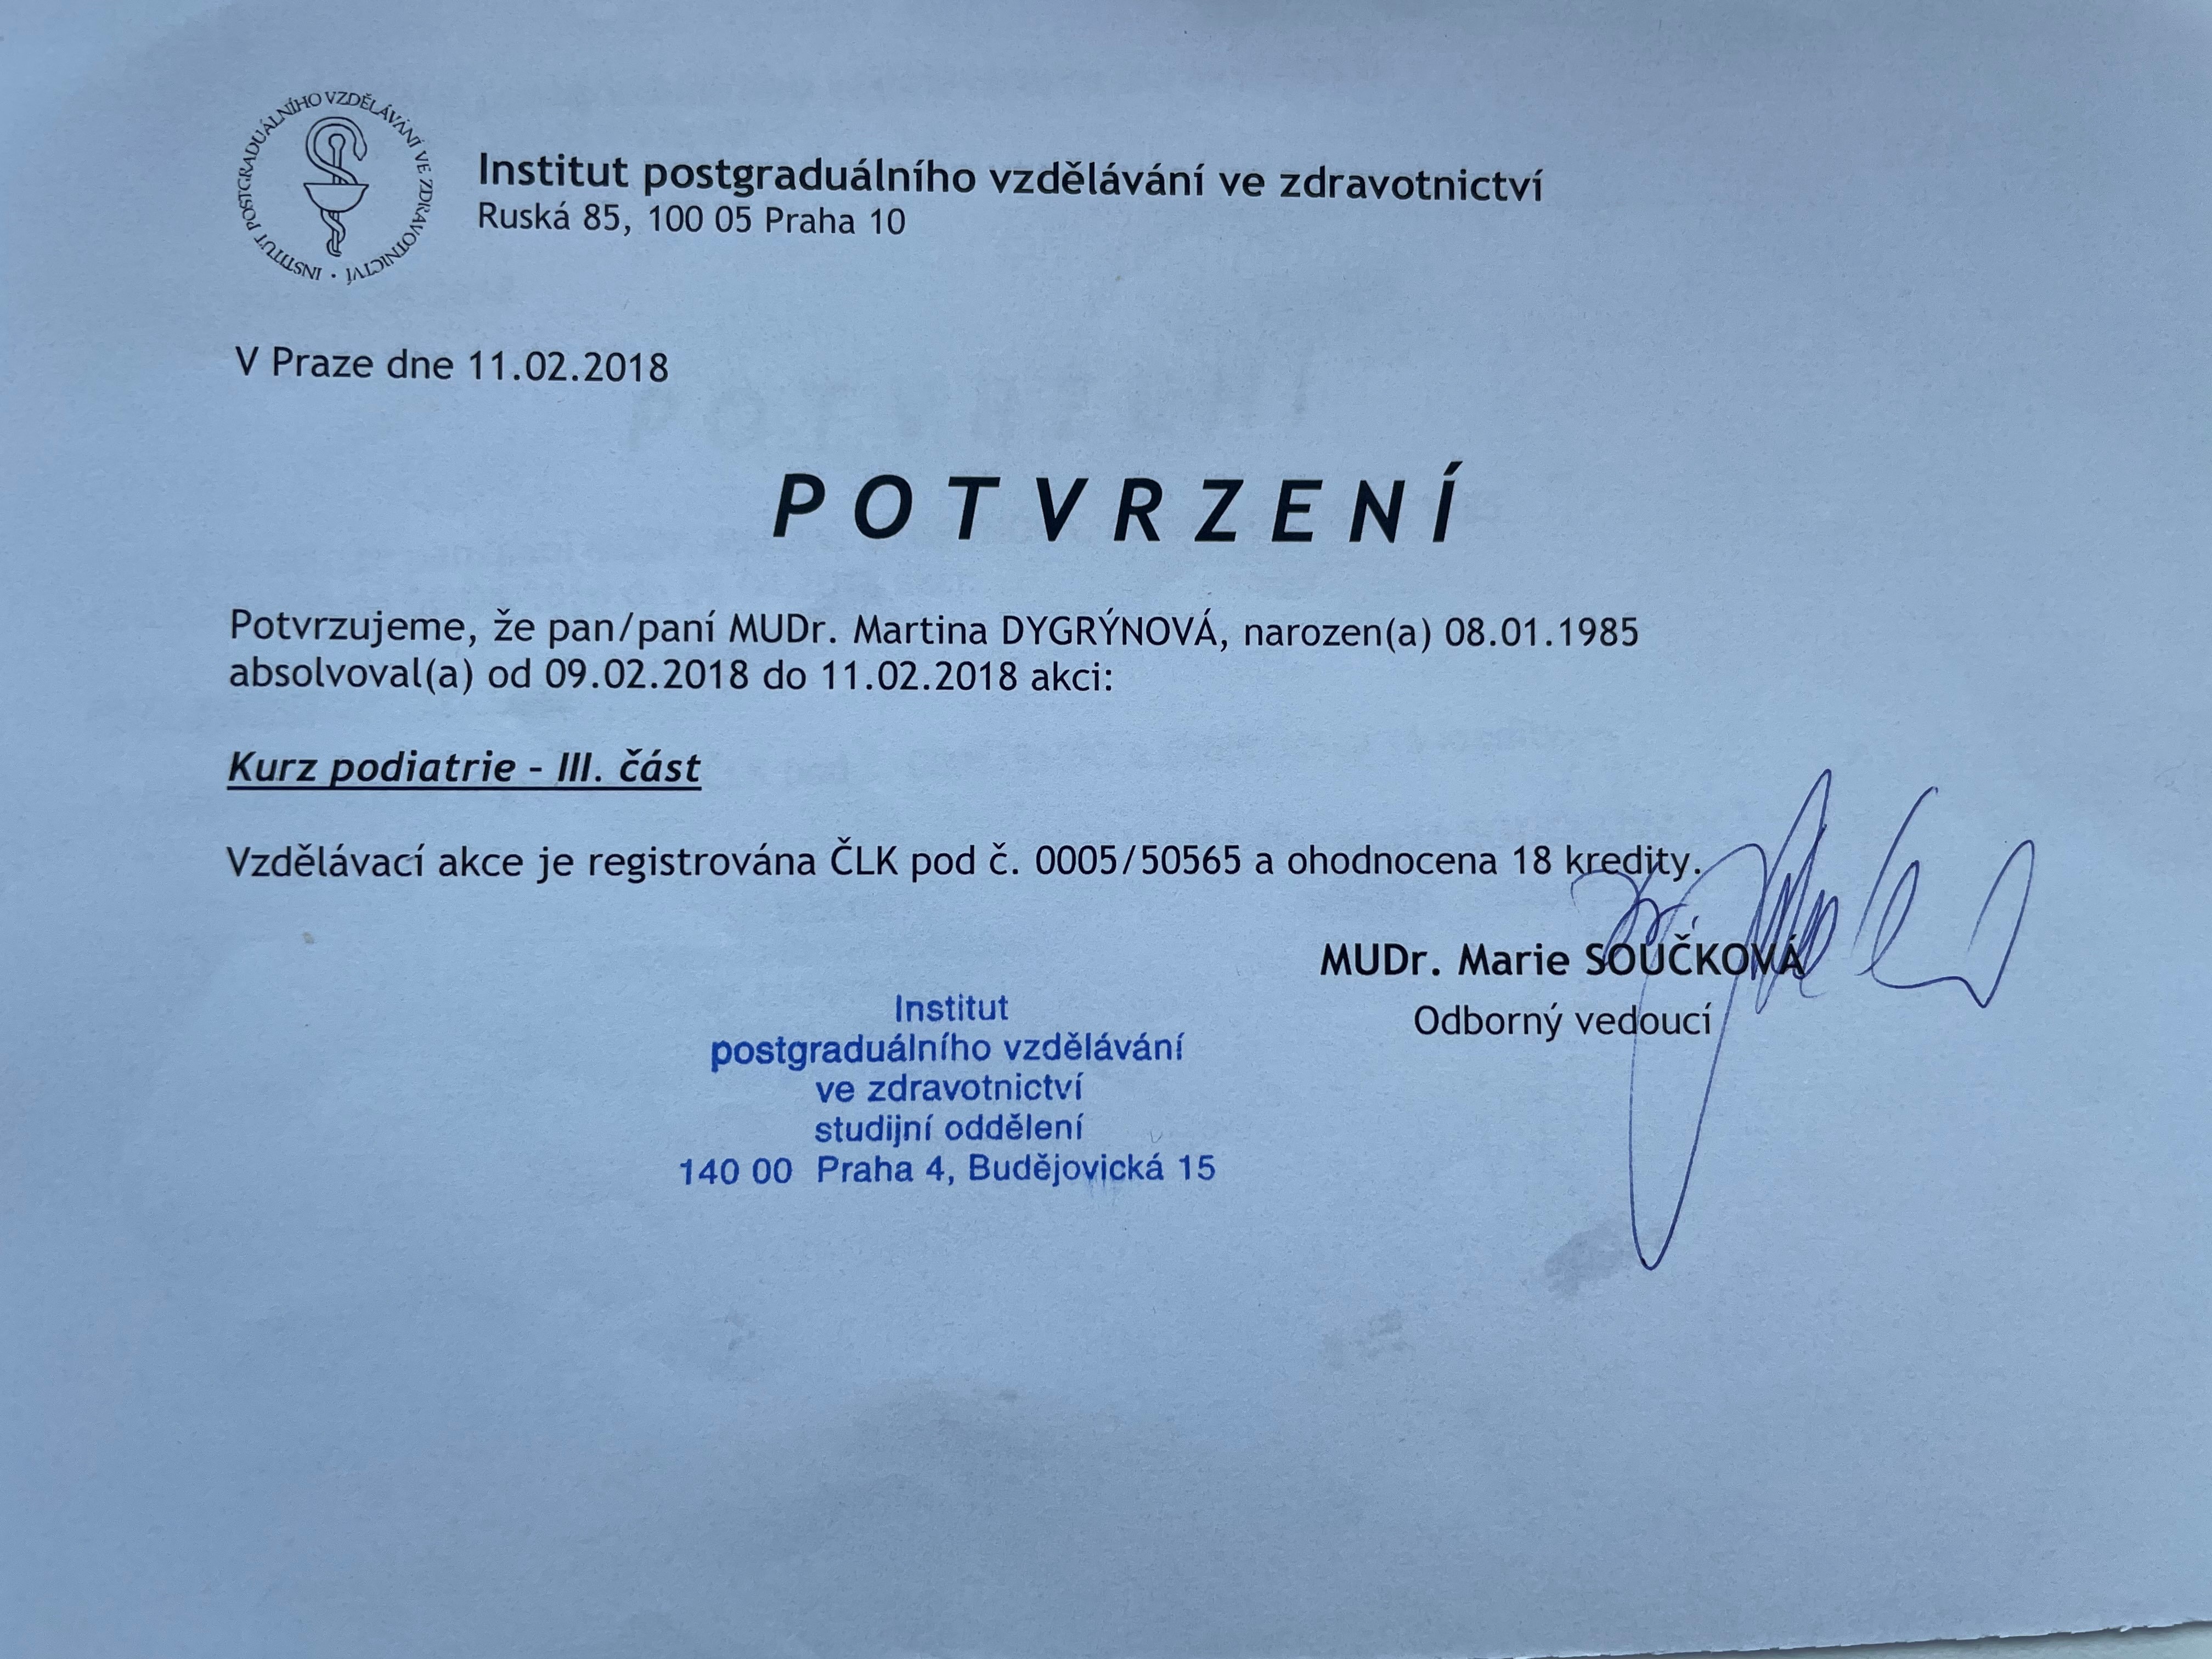 INSTITUT POSTGRADUÁLNÍHO VZDĚLÁVÁNÍ VE ZDRAVOTNICTVÍ ·
Institut postgraduálního vzdělávání ve zdravotnictví
Ruská 85, 100 05 Praha 10
V Praze dne 11.02.2018
POTVRZENÍ
Potvrzujeme, že pan/paní MUDr. Martina DYGRÝNOVÁ, narozen(a) 08.01.1985
absolvoval(a) od 09.02.2018 do 11.02.2018 akci:
Kurz podiatrie - III. část
Vzdělávací akce je registrována ČLK pod č. 0005/50565 a ohodnocena 18 kredity.
MUDr. Marie SOUČKOVÁ
Odborný vedoucí
Institut
postgraduálního vzdělávání
ve zdravotnictví
studijní oddělení
140 00 Praha 4, Budějovická 15